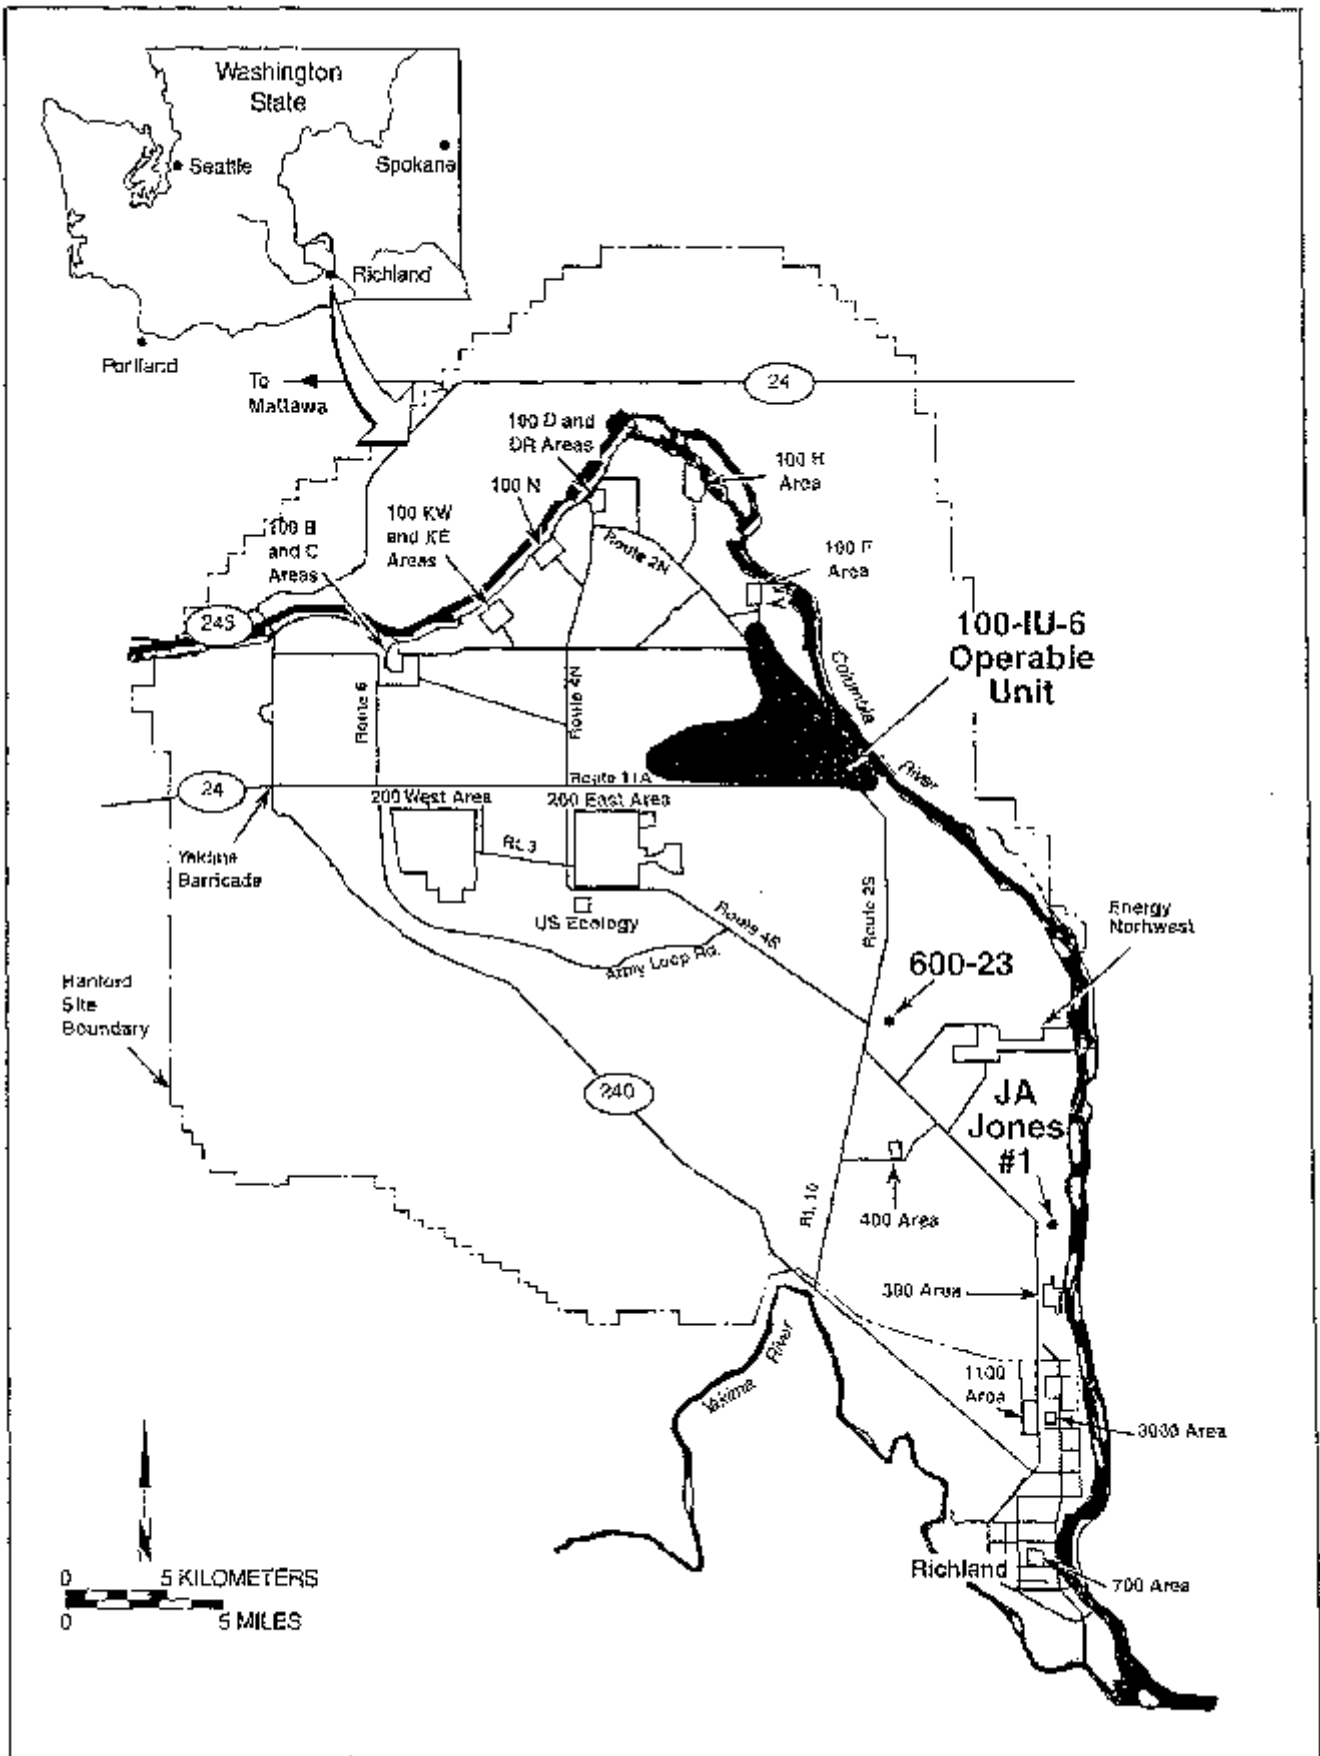 Washington
State
Seattle
Spokane
Richland
Portland
To
Mattawa
24
100 D and
DR Areas
100 H
Area
100 N
100 KW
and KE
Areas
100 B
and C
Areas
Route 2N
100 F
Area
243
100-IU-6
Operable
Unit
Columbia
River
Route 6
Route 4N
Route 11A
24
200 West Area
200 East Area
Rt. 3
Yakima
Barricade
US Ecology
Route 4S
Route 2S
Army Loop Rd.
Energy
Northwest
600-23
Hanford
Site
Boundary
240
JA
Jones
#1
Rt. 10
400 Area
300 Area
Yakima
River
1100
Area
3000 Area
Richland
700 Area
0
5 KILOMETERS
0
5 MILES